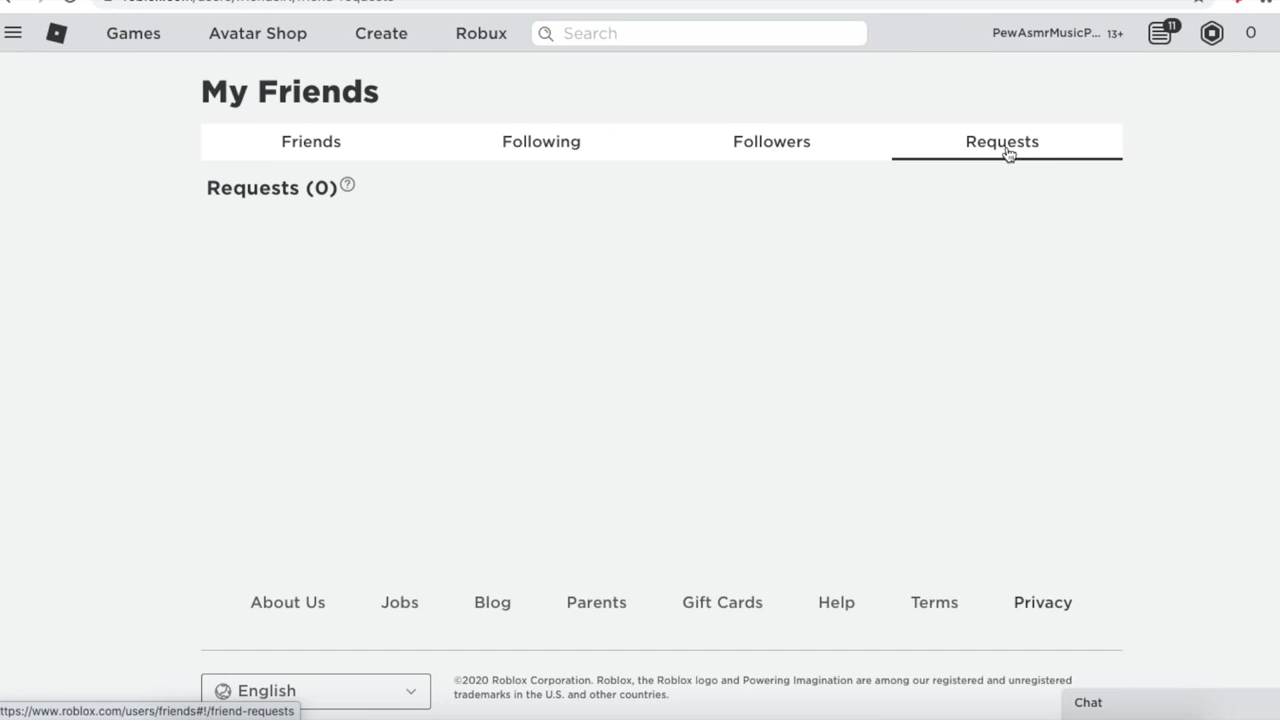 Games Avatar Shop Create Robux Search PewAsmrMusicP... 13+ 11 0
My Friends
Friends Following Followers Requests
Requests (0)
About Us Jobs Blog Parents Gift Cards Help Terms Privacy
English
©2020 Roblox Corporation. Roblox, the Roblox logo and Powering Imagination are among our registered and unregistered
trademarks in the U.S. and other countries.
Chat
ttps://www.roblox.com/users/friends#!/friend-requests